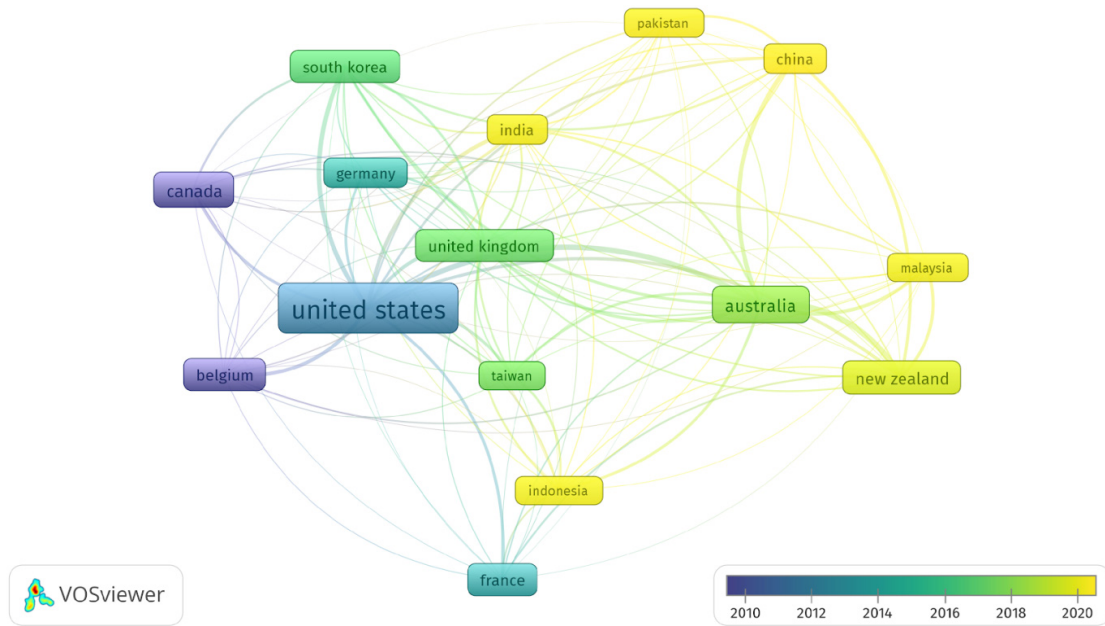 pakistan
china
south korea
india
germany
canada
united kingdom
malaysia
united states
australia
belgium
taiwan
new zealand
indonesia
france
VOSviewer
2010 2012 2014 2016 2018 2020